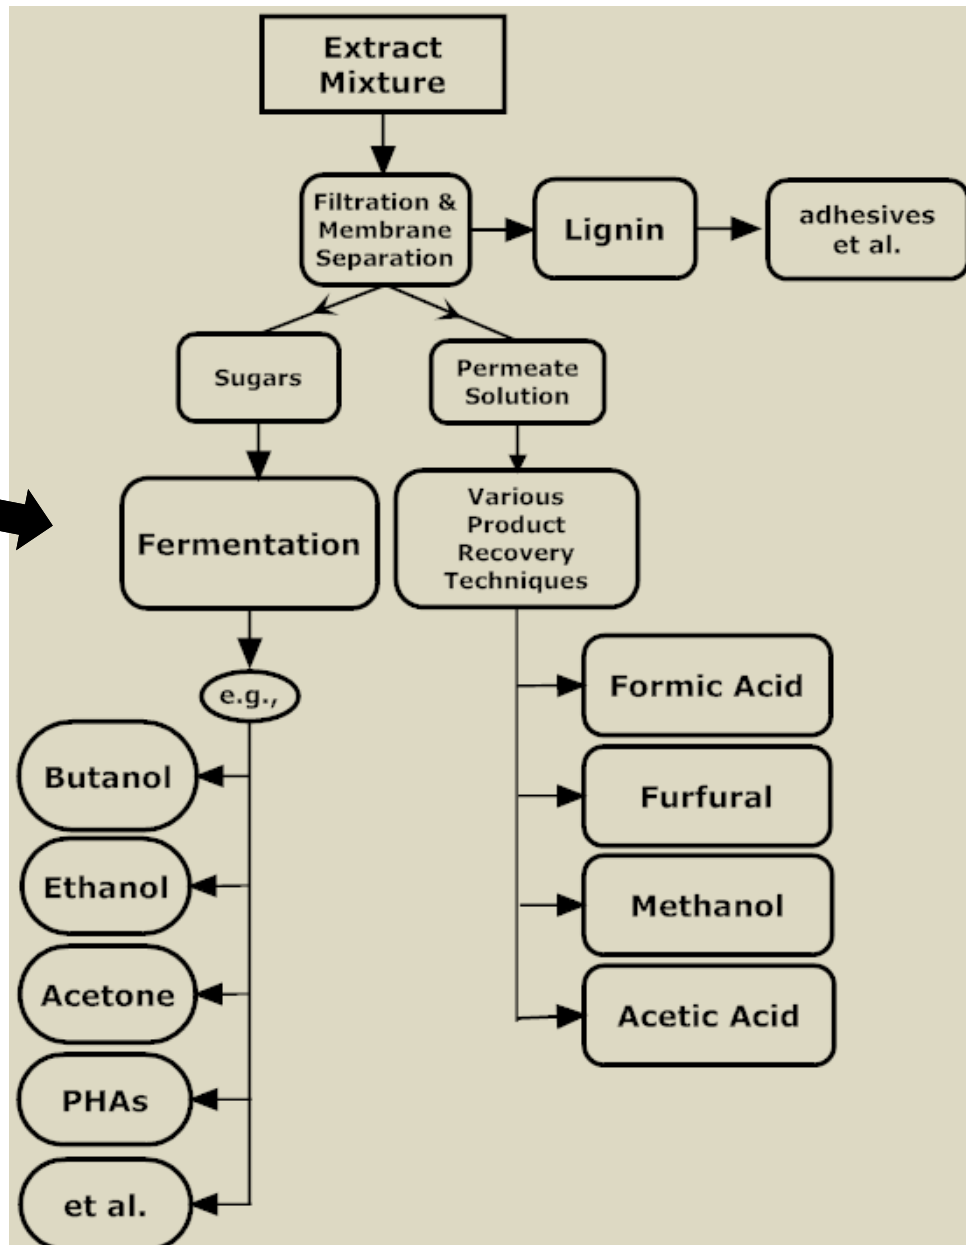 Extract
Mixture
Filtration &
Membrane
Separation
Lignin
adhesives
et al.
Sugars
Permeate
Solution
Fermentation
Various
Product
Recovery
Techniques
e.g.,
Butanol
Ethanol
Acetone
PHAs
et al.
Formic Acid
Furfural
Methanol
Acetic Acid